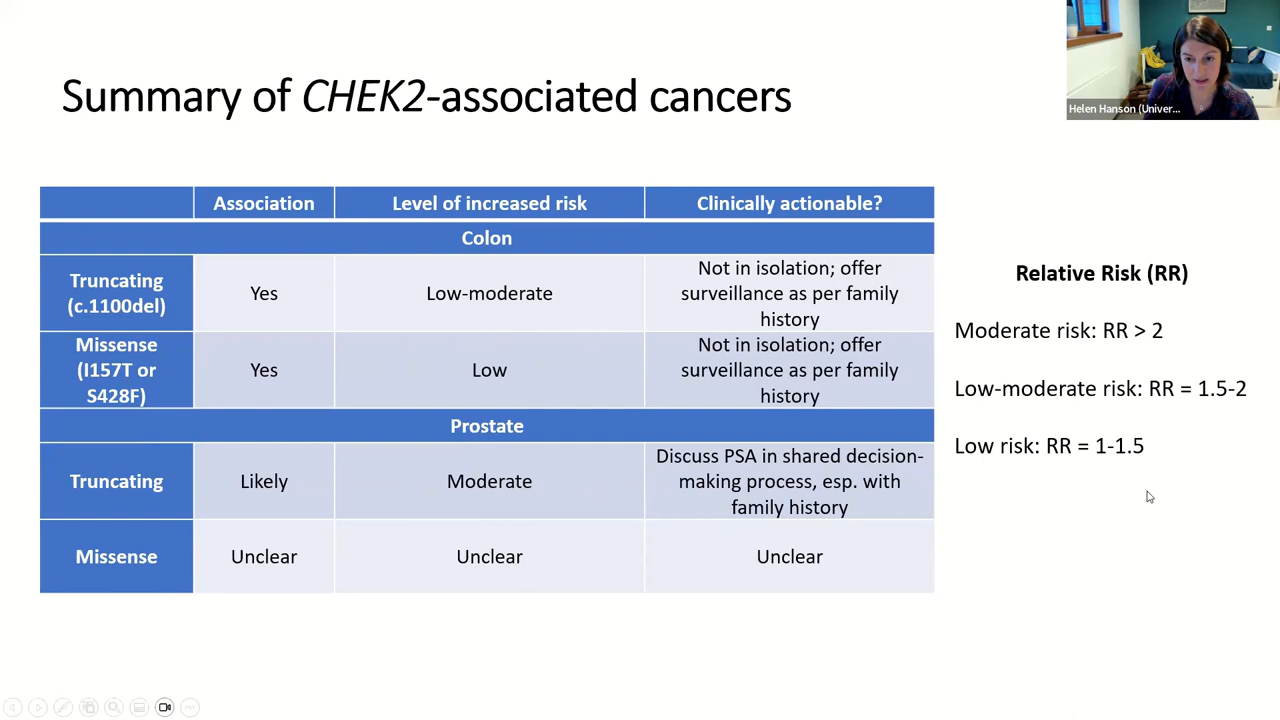 Helen Hanson (Univer...
Summary of CHEK2-associated cancers
Association
Level of increased risk
Clinically actionable?
Colon
Truncating
(c.1100del)
Yes
Low-moderate
Not in isolation; offer
surveillance as per family
history
Missense
(I157T or
S428F)
Yes
Low
Not in isolation; offer
surveillance as per family
history
Prostate
Truncating
Likely
Moderate
Discuss PSA in shared decision-
making process, esp. with
family history
Missense
Unclear
Unclear
Unclear
Relative Risk (RR)
Moderate risk: RR > 2
Low-moderate risk: RR = 1.5-2
Low risk: RR = 1-1.5